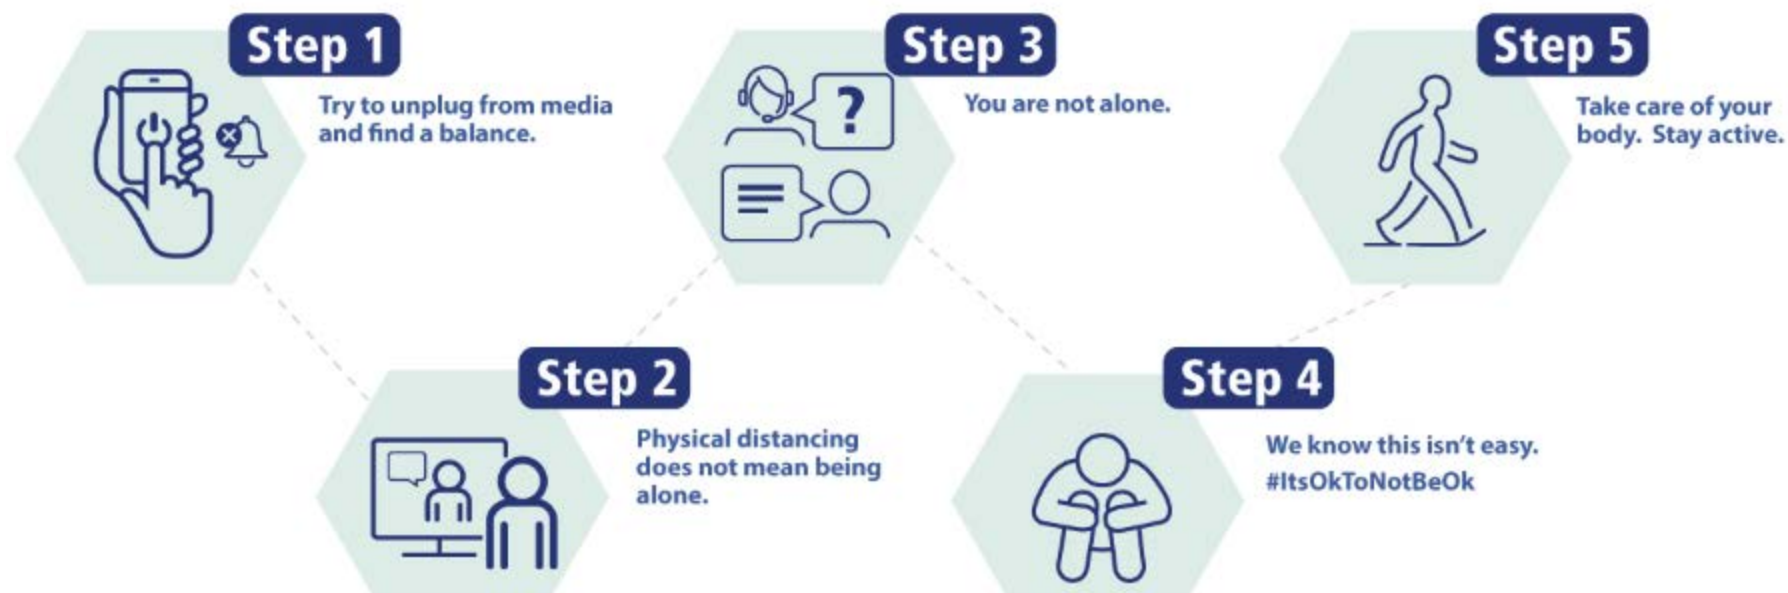 Step 1
Try to unplug from media
and find a balance.
Step 2
Physical distancing
does not mean being
alone.
Step 3
?
You are not alone.
Step 4
We know this isn't easy.
#ItsOkToNotBeOk
Step 5
Take care of your
body. Stay active.